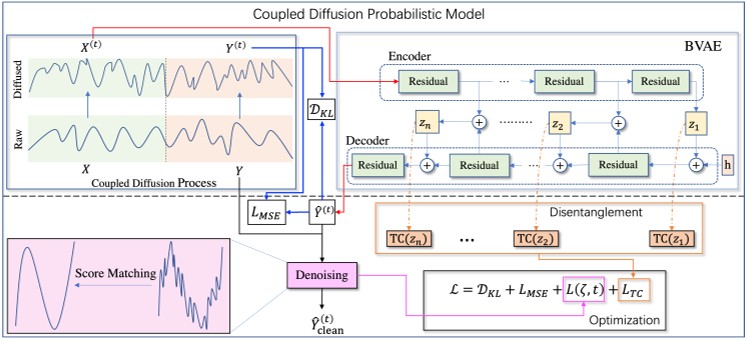 Coupled Diffusion Probabilistic Model
X^(t)
Y^(t)
Diffused
Raw
X
Y
Coupled Diffusion Process
𝒟_KL
L_MSE
Ŷ^(t)
BVAE
Encoder
Residual
...
Residual
Residual
z_n
+
........
z_2
+
z_1
Decoder
Residual
+
Residual
........
+
Residual
+
h
Disentanglement
TC(z_n)
...
TC(z_2)
TC(z_1)
Score Matching
Denoising
Ŷ^(t)_clean
ℒ = 𝒟_KL + L_MSE + L(ζ, t) + L_TC
Optimization